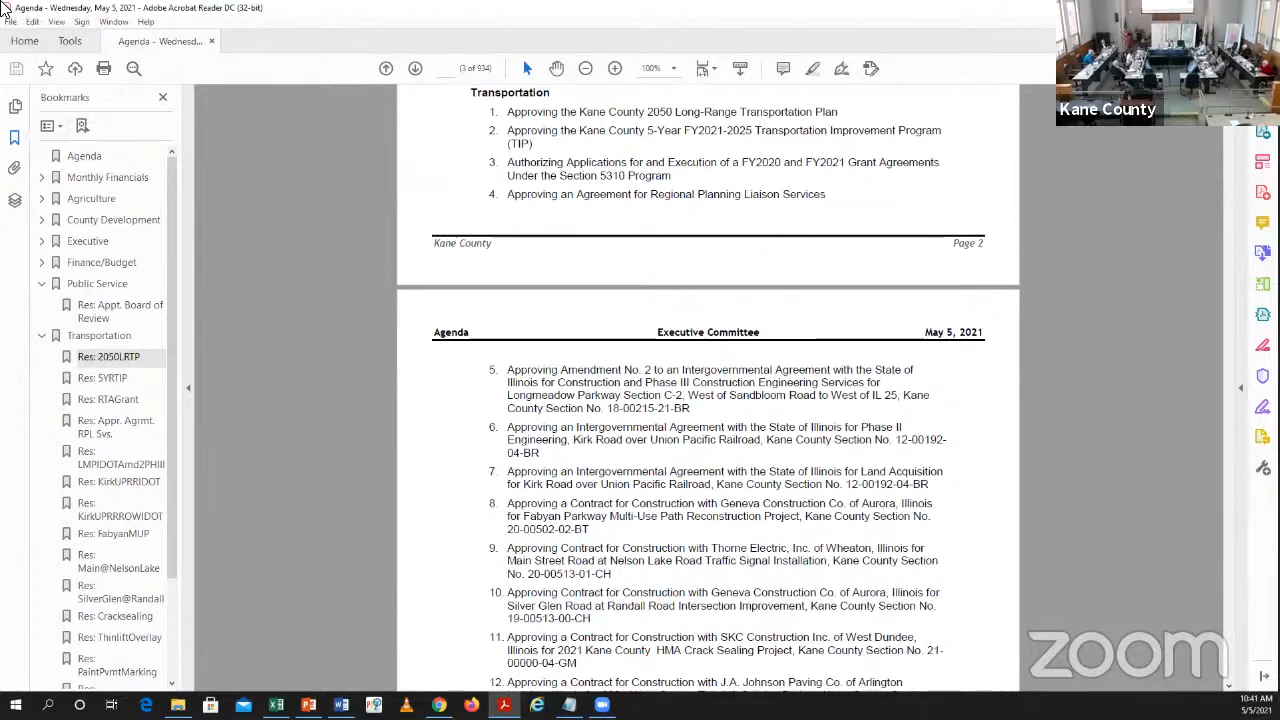 Agenda - Wednesday, May 5, 2021 - Adobe Acrobat Reader DC (32-bit)
File Edit View Sign Window Help
Home Tools Agenda - Wednesd... ×
(3 of 934) 100%
Kane County
Bookmarks
Agenda
Monthly Financials
Agriculture
County Development
Executive
Finance/Budget
Public Service
Res: Appt. Board of
Review
Transportation
Res: 2050LRTP
Res: 5YRTIP
Res: RTAGrant
Res: Appr. Agrmt.
RPL Svs.
Res:
LMPIDOTAmd2PHIII
Res: KirkUPRRIDOT
Res:
KirkUPRRROWIDOT
Res: FabyanMUP
Res:
Main@NelsonLake
Res:
SilverGlen@Randall
Res: Cracksealing
Res: ThinliftOverlay
Res:
PaintPvmtMarking
Transportation
1. Approving the Kane County 2050 Long-Range Transportation Plan
2. Approving the Kane County 5-Year FY2021-2025 Transportation Improvement Program
(TIP)
3. Authorizing Applications for and Execution of a FY2020 and FY2021 Grant Agreements
Under the Section 5310 Program
4. Approving an Agreement for Regional Planning Liaison Services
Kane County Page 2
Agenda Executive Committee May 5, 2021
5. Approving Amendment No. 2 to an Intergovernmental Agreement with the State of
Illinois for Construction and Phase III Construction Engineering Services for
Longmeadow Parkway Section C-2, West of Sandbloom Road to West of IL 25, Kane
County Section No. 18-00215-21-BR
6. Approving an Intergovernmental Agreement with the State of Illinois for Phase II
Engineering, Kirk Road over Union Pacific Railroad, Kane County Section No. 12-00192-
04-BR
7. Approving an Intergovernmental Agreement with the State of Illinois for Land Acquisition
for Kirk Road over Union Pacific Railroad, Kane County Section No. 12-00192-04-BR
8. Approving a Contract for Construction with Geneva Construction Co. of Aurora, Illinois
for Fabyan Parkway Multi-Use Path Reconstruction Project, Kane County Section No.
20-00502-02-BT
9. Approving Contract for Construction with Thorne Electric, Inc. of Wheaton, Illinois for
Main Street Road at Nelson Lake Road Traffic Signal Installation, Kane County Section
No. 20-00513-01-CH
10. Approving Contract for Construction with Geneva Construction Co. of Aurora, Illinois for
Silver Glen Road at Randall Road Intersection Improvement, Kane County Section No.
19-00513-00-CH
11. Approving a Contract for Construction with SKC Construction Inc. of West Dundee,
Illinois for 2021 Kane County HMA Crack Sealing Project, Kane County Section No. 21-
00000-04-GM
12. Approving a Contract for Construction with J.A. Johnson Paving Co. of Arlington
zoom
10:41 AM
5/5/2021